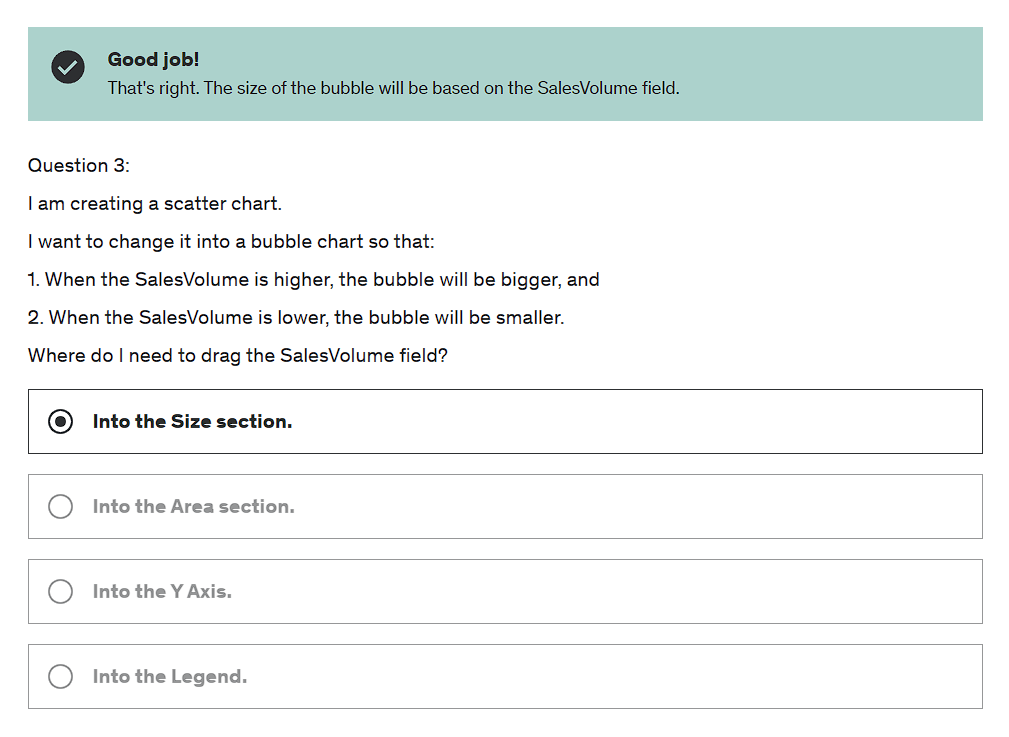 Good job!
That's right. The size of the bubble will be based on the SalesVolume field.
Question 3:
I am creating a scatter chart.
I want to change it into a bubble chart so that:
1. When the SalesVolume is higher, the bubble will be bigger, and
2. When the SalesVolume is lower, the bubble will be smaller.
Where do I need to drag the SalesVolume field?
Into the Size section.
Into the Area section.
Into the Y Axis.
Into the Legend.